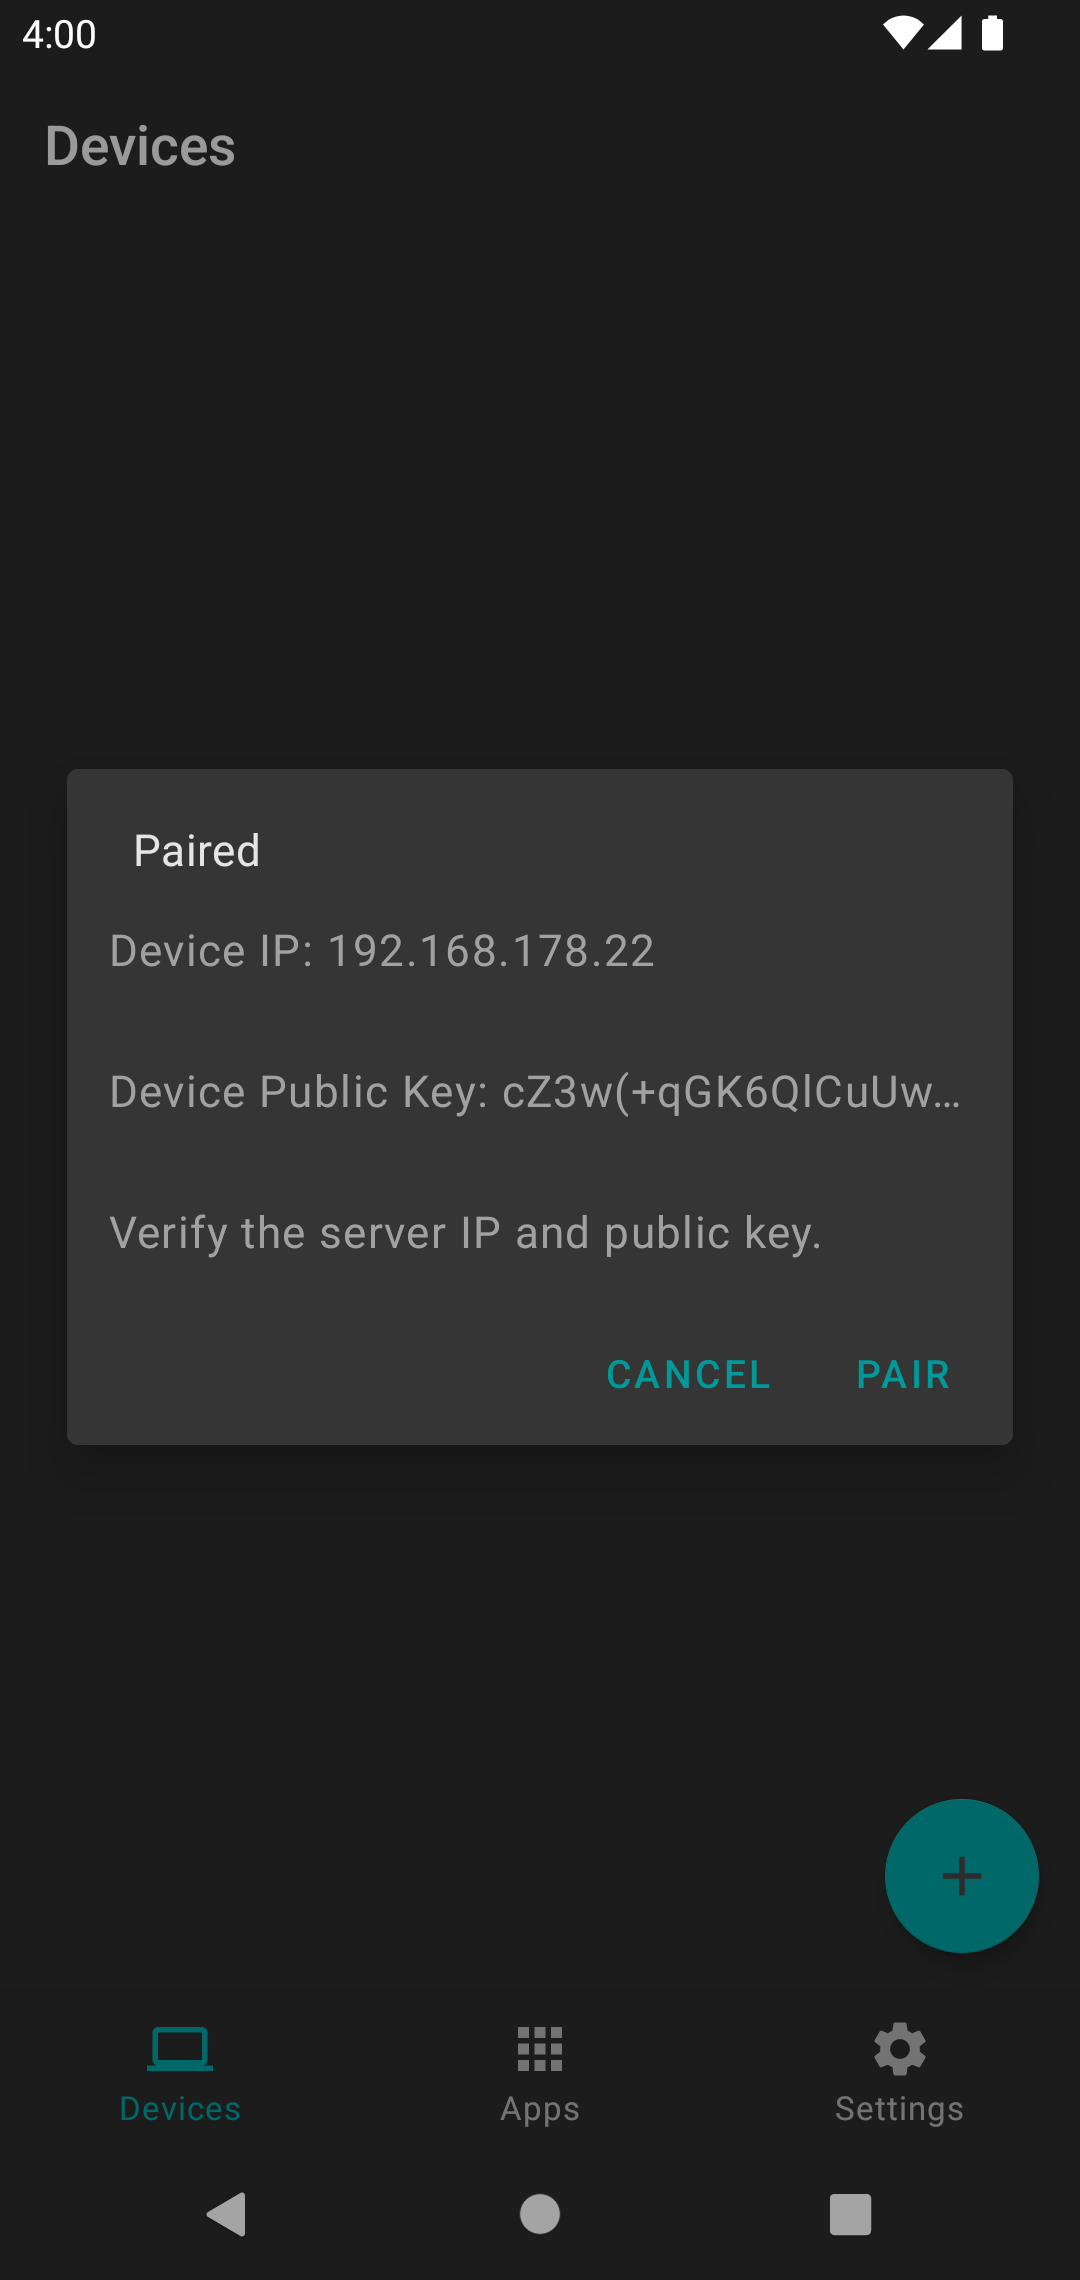 4:00
Devices
Paired
Device IP: 192.168.178.22
Device Public Key: cZ3w(+qGK6QlCuUw…
Verify the server IP and public key.
CANCEL PAIR
Devices Apps Settings